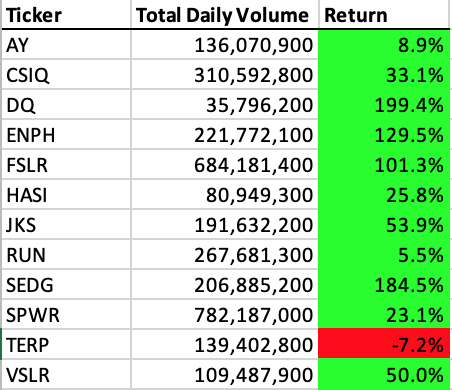 Ticker Total Daily Volume Return
AY 136,070,900 8.9%
CSIQ 310,592,800 33.1%
DQ 35,796,200 199.4%
ENPH 221,772,100 129.5%
FSLR 684,181,400 101.3%
HASI 80,949,300 25.8%
JKS 191,632,200 53.9%
RUN 267,681,300 5.5%
SEDG 206,885,200 184.5%
SPWR 782,187,000 23.1%
TERP 139,402,800 -7.2%
VSLR 109,487,900 50.0%